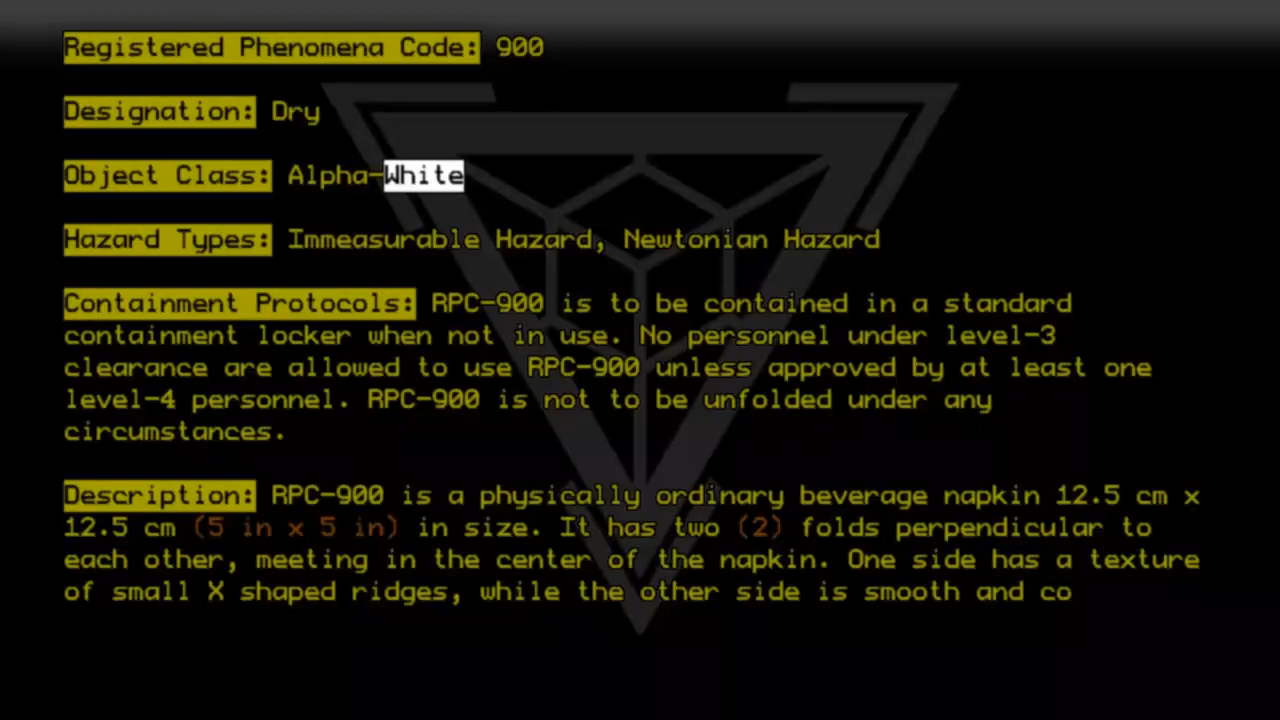 Registered Phenomena Code: 900
Designation: Dry
Object Class: Alpha-White
Hazard Types: Immeasurable Hazard, Newtonian Hazard
Containment Protocols: RPC-900 is to be contained in a standard
containment locker when not in use. No personnel under level-3
clearance are allowed to use RPC-900 unless approved by at least one
level-4 personnel. RPC-900 is not to be unfolded under any
circumstances.
Description: RPC-900 is a physically ordinary beverage napkin 12.5 cm x
12.5 cm (5 in x 5 in) in size. It has two (2) folds perpendicular to
each other, meeting in the center of the napkin. One side has a texture
of small X shaped ridges, while the other side is smooth and co